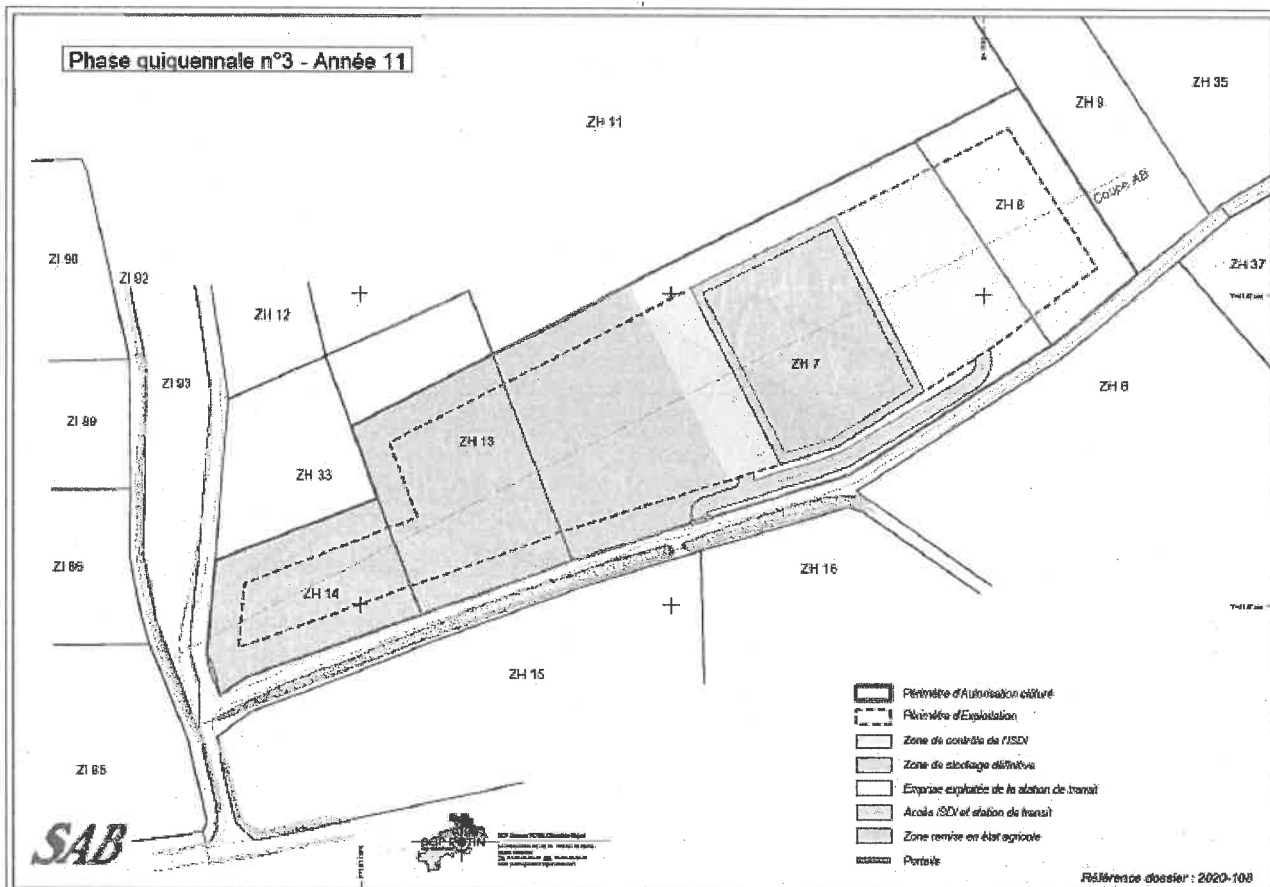 Phase quiquennale n°3 - Année 11
ZH 35
ZH 9
ZH 11
Coupe AB
ZH 8
ZI 90
ZI 92
ZH 37
ZH 12
ZI 93
ZH 7
ZH 6
ZI 89
ZH 13
ZH 33
ZI 86
ZH 14
ZH 16
ZH 15
Périmètre d'Autorisation clôturé
Périmètre d'Exploitation
Zone de contrôle de l'ISDI
Zone de stockage définitive
Emprise exploitée de la station de transit
Accès ISDI et station de transit
Zone remise en état agricole
Portails
ZI 85
SAB
BGP POTIN
Référence dossier : 2020-108